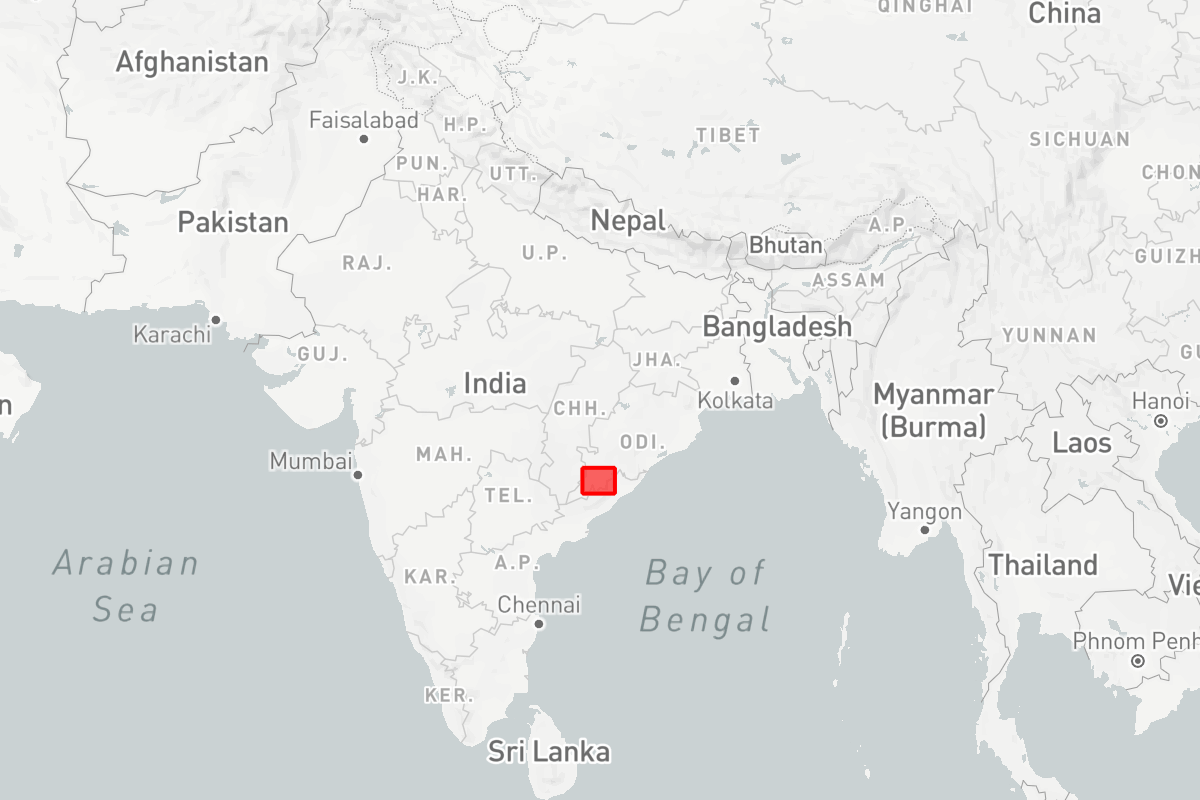 QINGHAI
China
Afghanistan
J.K.
Faisalabad
H.P.
TIBET
SICHUAN
PUN.
UTT.
CHON
HAR.
Pakistan
Nepal
A.P.
Bhutan
U.P.
RAJ.
GUIZH
ASSAM
Karachi
Bangladesh
YUNNAN
GUJ.
JHA.
GU
India
n
Kolkata
CHH.
Myanmar
(Burma)
Hanoi
ODI.
Laos
MAH.
Mumbai
TEL.
Yangon
Arabian
Sea
A.P.
Bay of
Bengal
Thailand
KAR.
Vie
Chennai
Phnom Penh
KER.
Sri Lanka